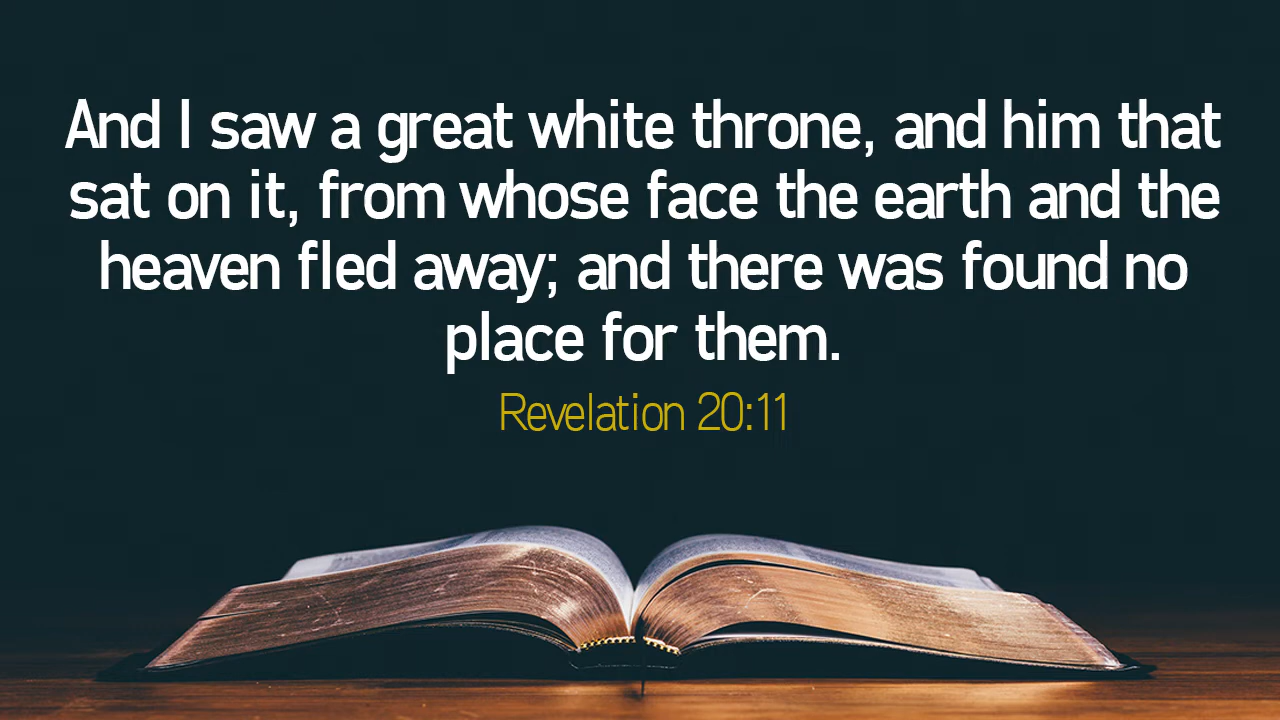 And I saw a great white throne, and him that
sat on it, from whose face the earth and the
heaven fled away; and there was found no
place for them.
Revelation 20:11